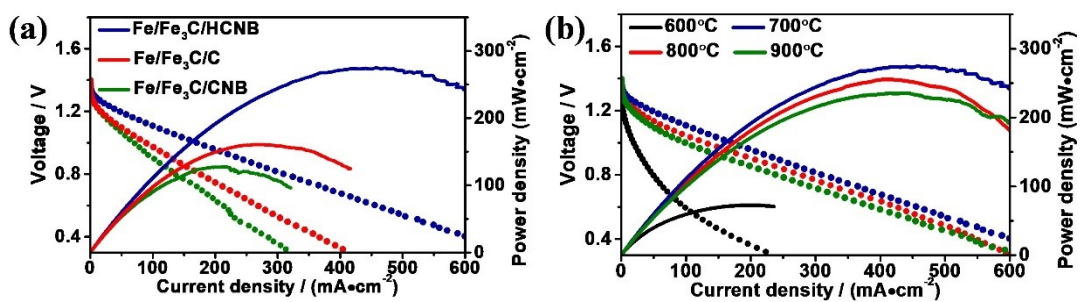 (a)
Fe/Fe₃C/HCNB
Fe/Fe₃C/C
Fe/Fe₃C/CNB
Voltage / V
1.6
1.2
0.8
0.4
Power density (mW•cm⁻²)
300
200
100
0
0 100 200 300 400 500 600
Current density / (mA•cm⁻²)
(b)
600°C 700°C
800°C 900°C
Voltage / V
1.6
1.2
0.8
0.4
Power density (mW•cm⁻²)
300
200
100
0
0 100 200 300 400 500 600
Current density / (mA•cm⁻²)